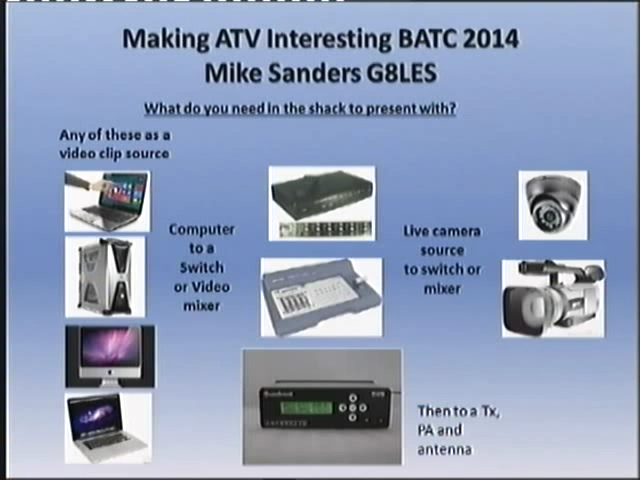 Making ATV Interesting BATC 2014
Mike Sanders G8LES
What do you need in the shack to present with?
Any of these as a
video clip source
Computer
to a
Switch
or Video
mixer
Live camera
source
to switch or
mixer
Then to a Tx,
PA and
antenna